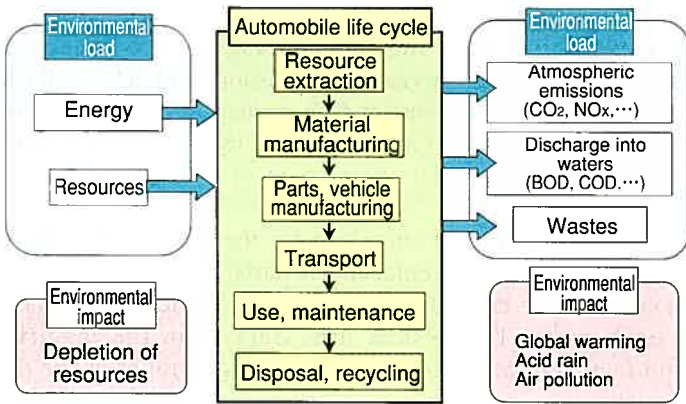 Environmental
load
Energy
Resources
Environmental
impact
Depletion of
resources
Automobile life cycle
Resource
extraction
Material
manufacturing
Parts, vehicle
manufacturing
Transport
Use, maintenance
Disposal, recycling
Environmental
load
Atmospheric
emissions
(CO₂, NOx,⋯)
Discharge into
waters
(BOD, COD.⋯)
Wastes
Environmental
impact
Global warming
Acid rain
Air pollution